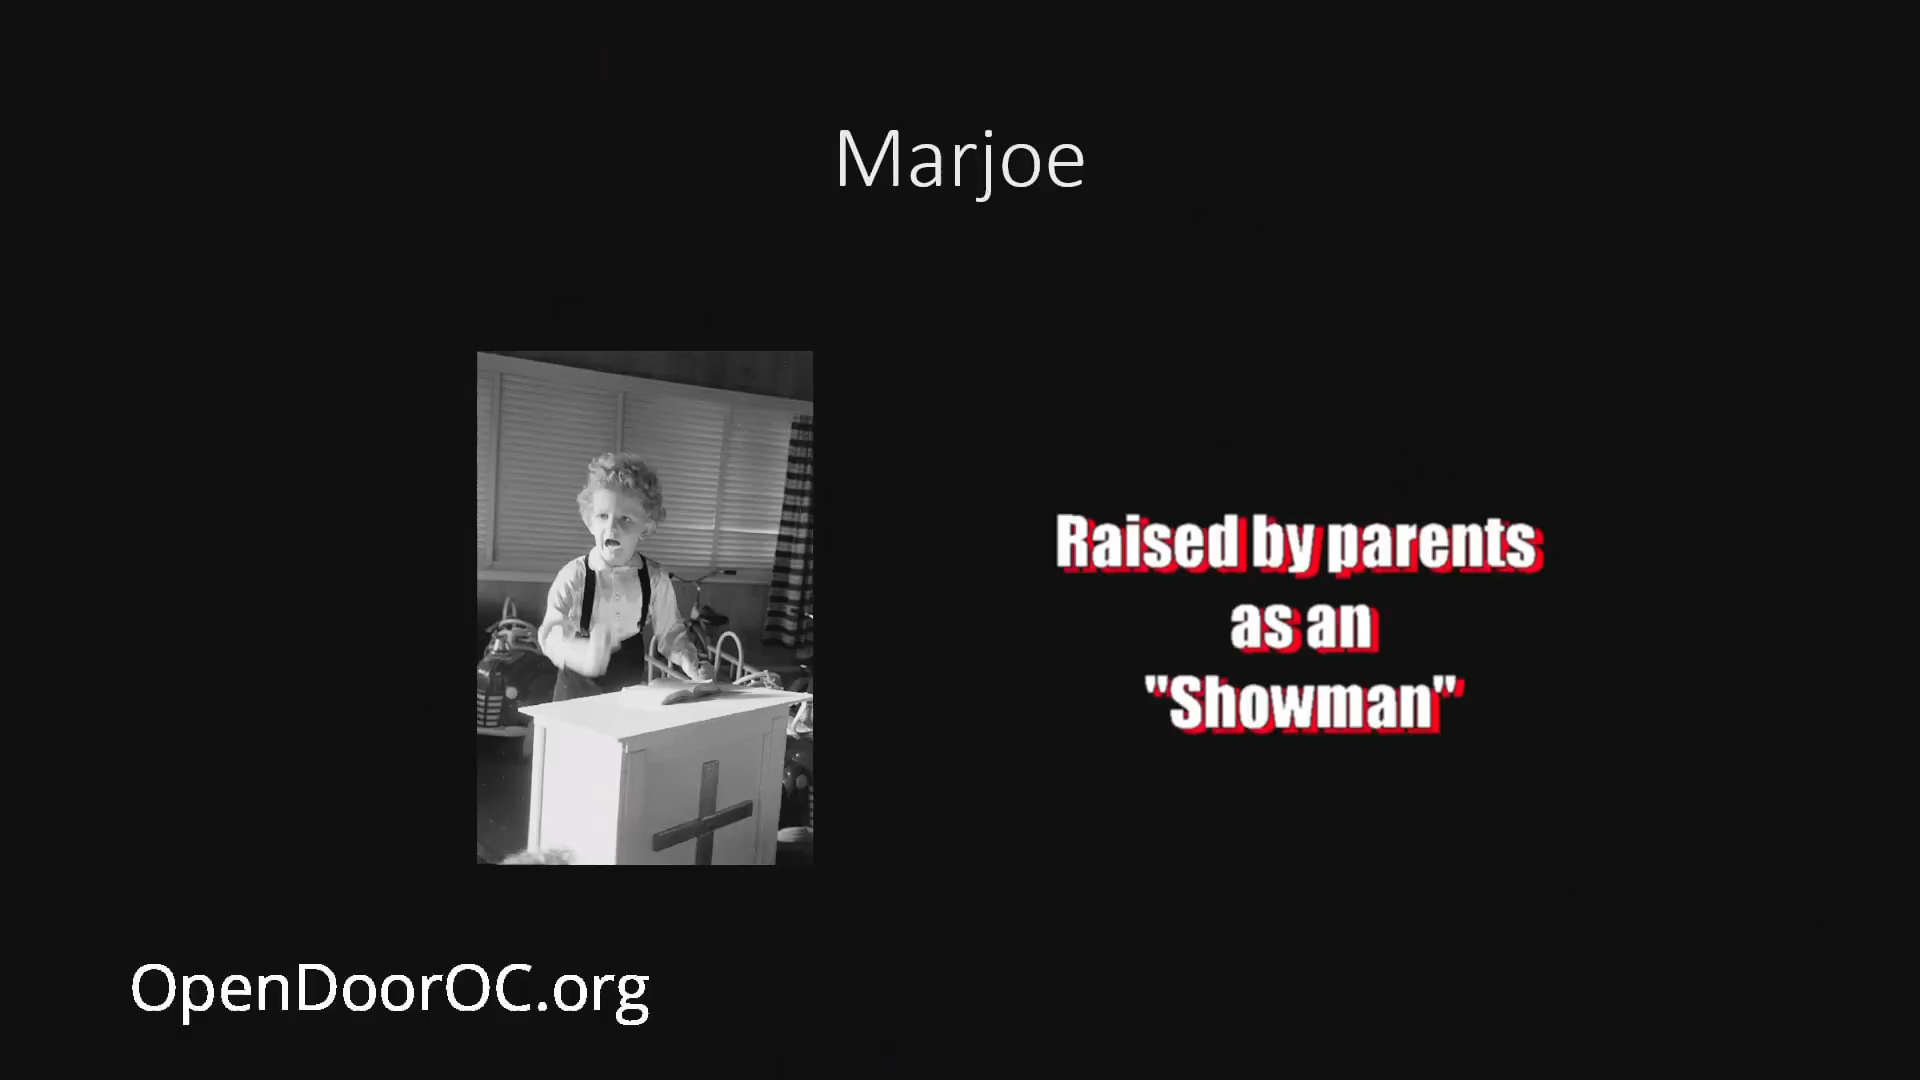 Marjoe
Raised by parents
as an
"Showman"
OpenDoorOC.org